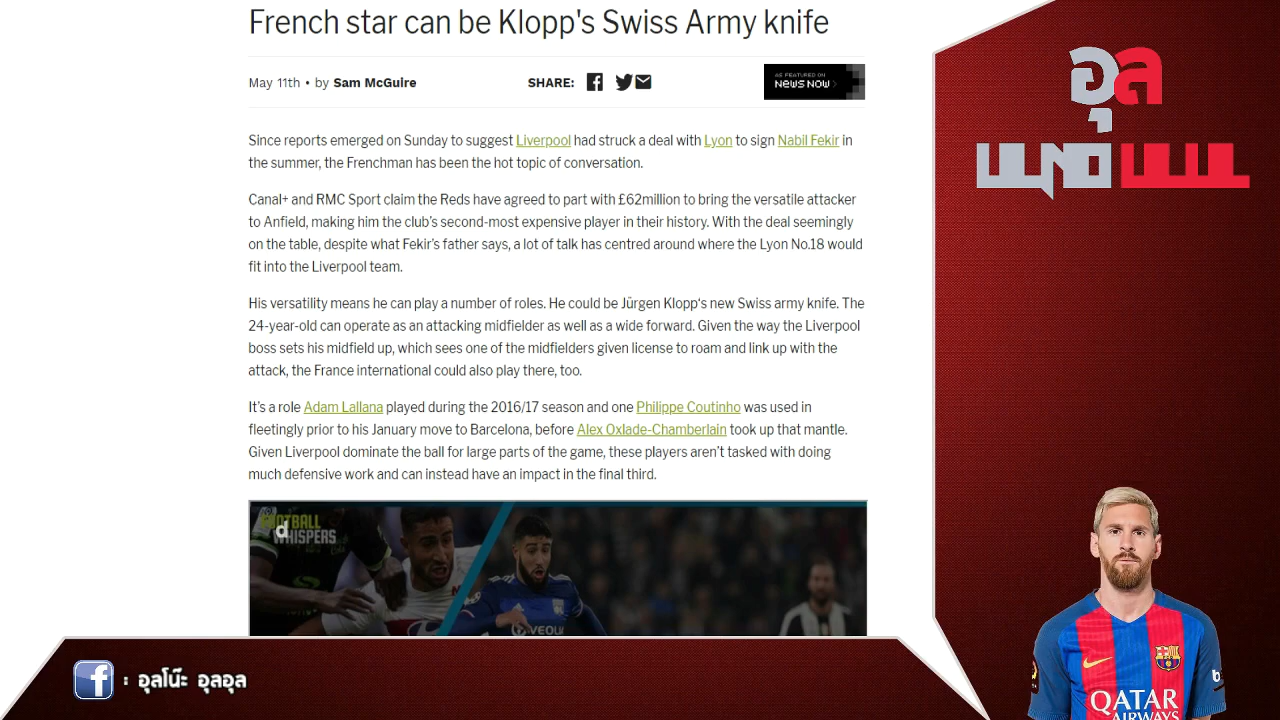 French star can be Klopp's Swiss Army knife
May 11th • by Sam McGuire
SHARE:
AS FEATURED ON
NEWS NOW
Since reports emerged on Sunday to suggest Liverpool had struck a deal with Lyon to sign Nabil Fekir in
the summer, the Frenchman has been the hot topic of conversation.
Canal+ and RMC Sport claim the Reds have agreed to part with £62million to bring the versatile attacker
to Anfield, making him the club's second-most expensive player in their history. With the deal seemingly
on the table, despite what Fekir's father says, a lot of talk has centred around where the Lyon No.18 would
fit into the Liverpool team.
His versatility means he can play a number of roles. He could be Jürgen Klopp's new Swiss army knife. The
24-year-old can operate as an attacking midfielder as well as a wide forward. Given the way the Liverpool
boss sets his midfield up, which sees one of the midfielders given license to roam and link up with the
attack, the France international could also play there, too.
It's a role Adam Lallana played during the 2016/17 season and one Philippe Coutinho was used in
fleetingly prior to his January move to Barcelona, before Alex Oxlade-Chamberlain took up that mantle.
Given Liverpool dominate the ball for large parts of the game, these players aren't tasked with doing
much defensive work and can instead have an impact in the final third.
FOOTBALL
WHISPERS
d
VEOLIA
อุล
QATAR
AIRWAYS
f : อุลโน๊ะ อุลอุล